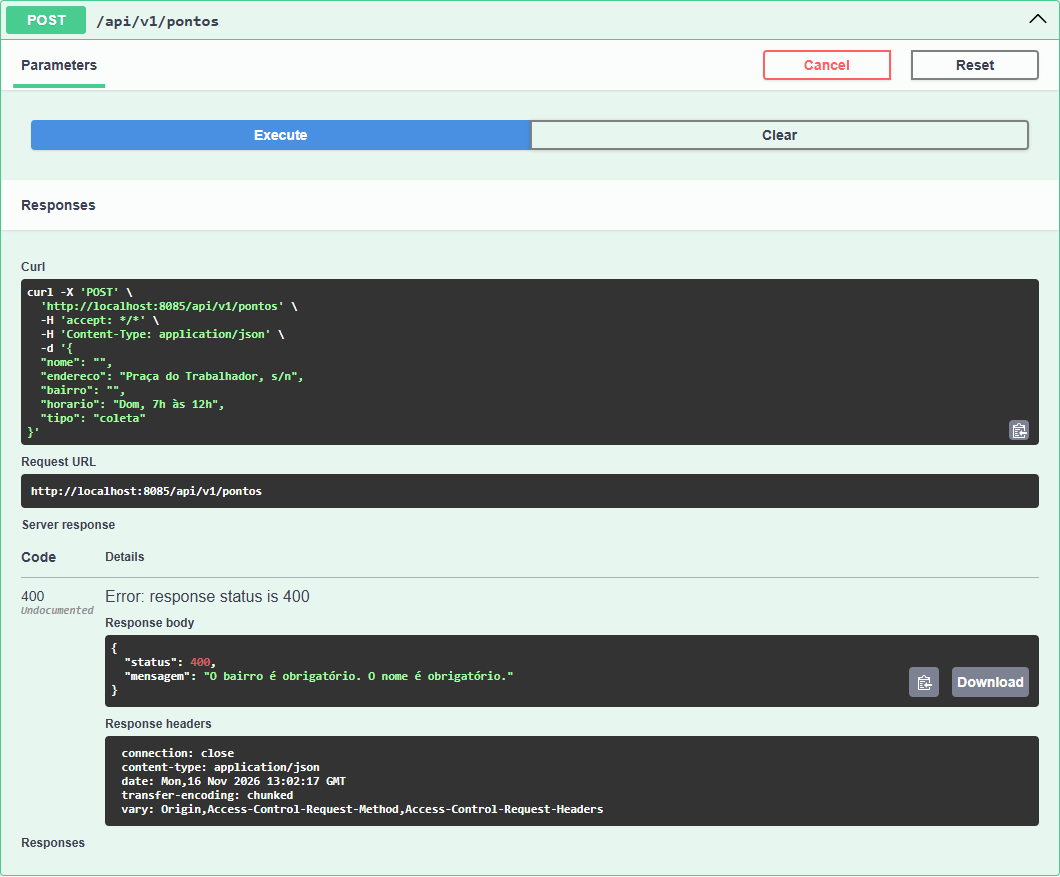 POST /api/v1/pontos
Parameters Cancel Reset
Execute Clear
Responses
Curl
curl -X 'POST' \
'http://localhost:8085/api/v1/pontos' \
-H 'accept: */*' \
-H 'Content-Type: application/json' \
-d '{
"nome": "",
"endereco": "Praça do Trabalhador, s/n",
"bairro": "",
"horario": "Dom, 7h às 12h",
"tipo": "coleta"
}'
Request URL
http://localhost:8085/api/v1/pontos
Server response
Code Details
400 Error: response status is 400
Undocumented
Response body
{
"status": 400,
"mensagem": "O bairro é obrigatório. O nome é obrigatório."
}
Download
Response headers
connection: close
content-type: application/json
date: Mon,16 Nov 2026 13:02:17 GMT
transfer-encoding: chunked
vary: Origin,Access-Control-Request-Method,Access-Control-Request-Headers
Responses